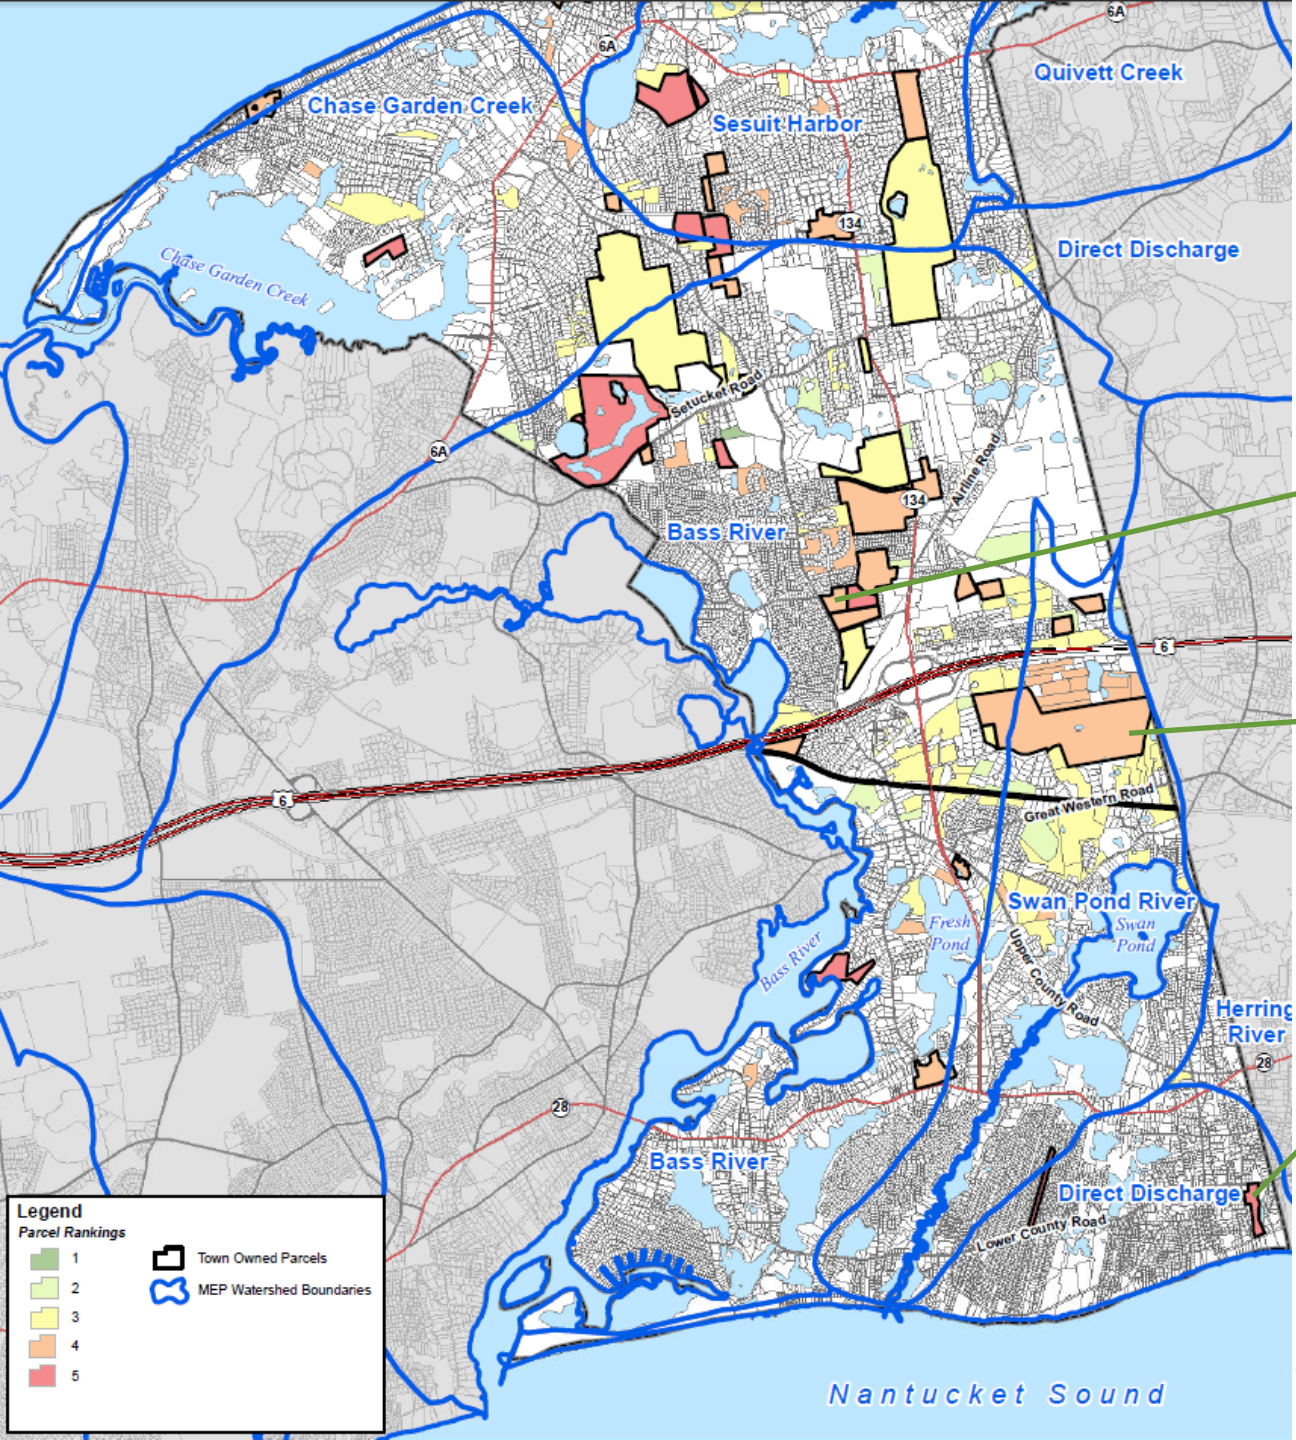 6A
6A
Quivett Creek
Chase Garden Creek
Sesuit Harbor
134
Direct Discharge
Chase Garden Creek
Setucket Road
6A
Airline Road
134
Bass River
6
6
Great Western Road
Swan Pond River
Fresh
Pond
Swan
Pond
Bass River
Upper County Road
Herring
River
28
28
Bass River
Direct Discharge
Lower County Road
Legend
Parcel Rankings
1
2
3
4
5
Town Owned Parcels
MEP Watershed Boundaries
Nantucket Sound